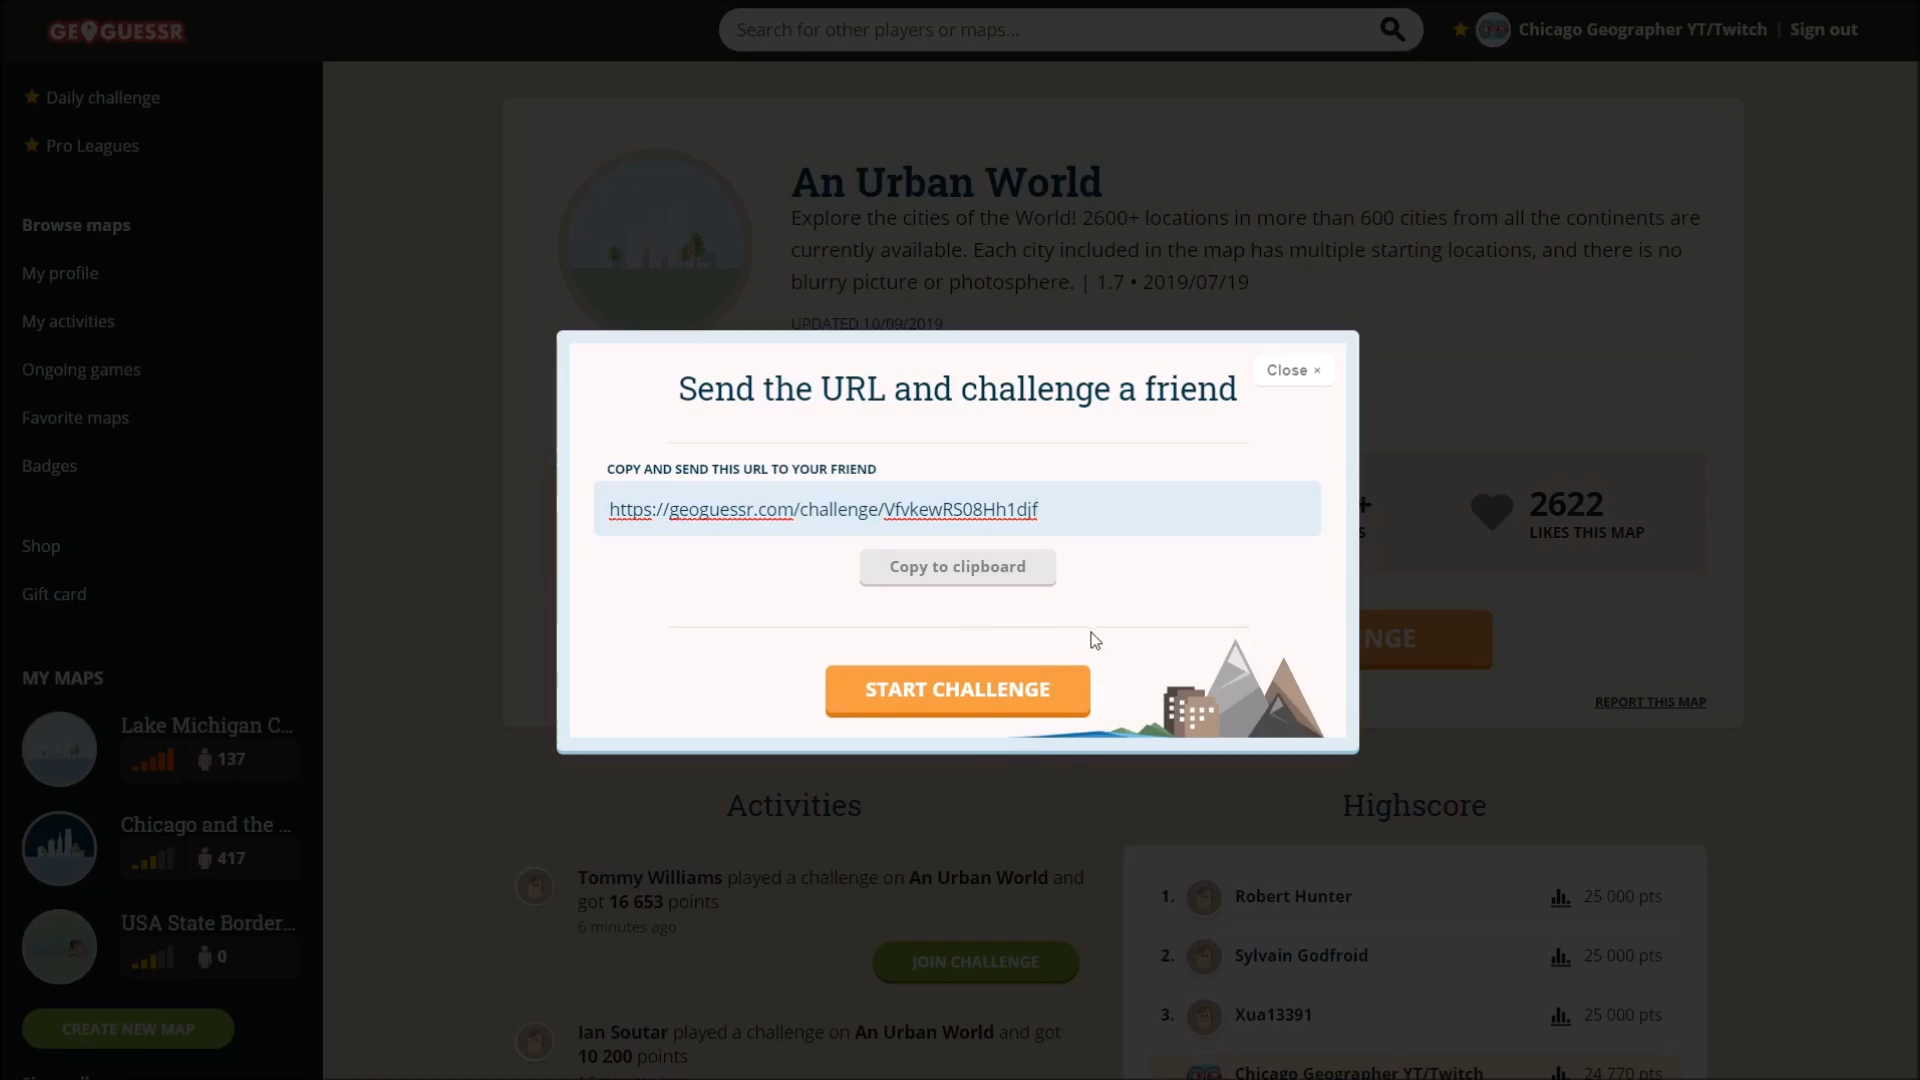 GEOGUESSR
Search for other players or maps...
Chicago Geographer YT/Twitch | Sign out
Daily challenge
Pro Leagues
Browse maps
My profile
My activities
Ongoing games
Favorite maps
Badges
Shop
Gift card
MY MAPS
Lake Michigan C...
137
Chicago and the ...
417
USA State Border...
0
CREATE NEW MAP
An Urban World
Explore the cities of the World! 2600+ locations in more than 600 cities from all the continents are
currently available. Each city included in the map has multiple starting locations, and there is no
blurry picture or photosphere. | 1.7 • 2019/07/19
UPDATED 10/09/2019
Close ×
Send the URL and challenge a friend
COPY AND SEND THIS URL TO YOUR FRIEND
https://geoguessr.com/challenge/VfvkewRS08Hh1djf
Copy to clipboard
START CHALLENGE
2622
LIKES THIS MAP
NGE
REPORT THIS MAP
Activities
Tommy Williams played a challenge on An Urban World and
got 16 653 points
6 minutes ago
JOIN CHALLENGE
Ian Soutar played a challenge on An Urban World and got
10 200 points
Highscore
1. Robert Hunter 25 000 pts
2. Sylvain Godfroid 25 000 pts
3. Xua13391 25 000 pts
Chicago Geographer YT/Twitch 24 770 pts